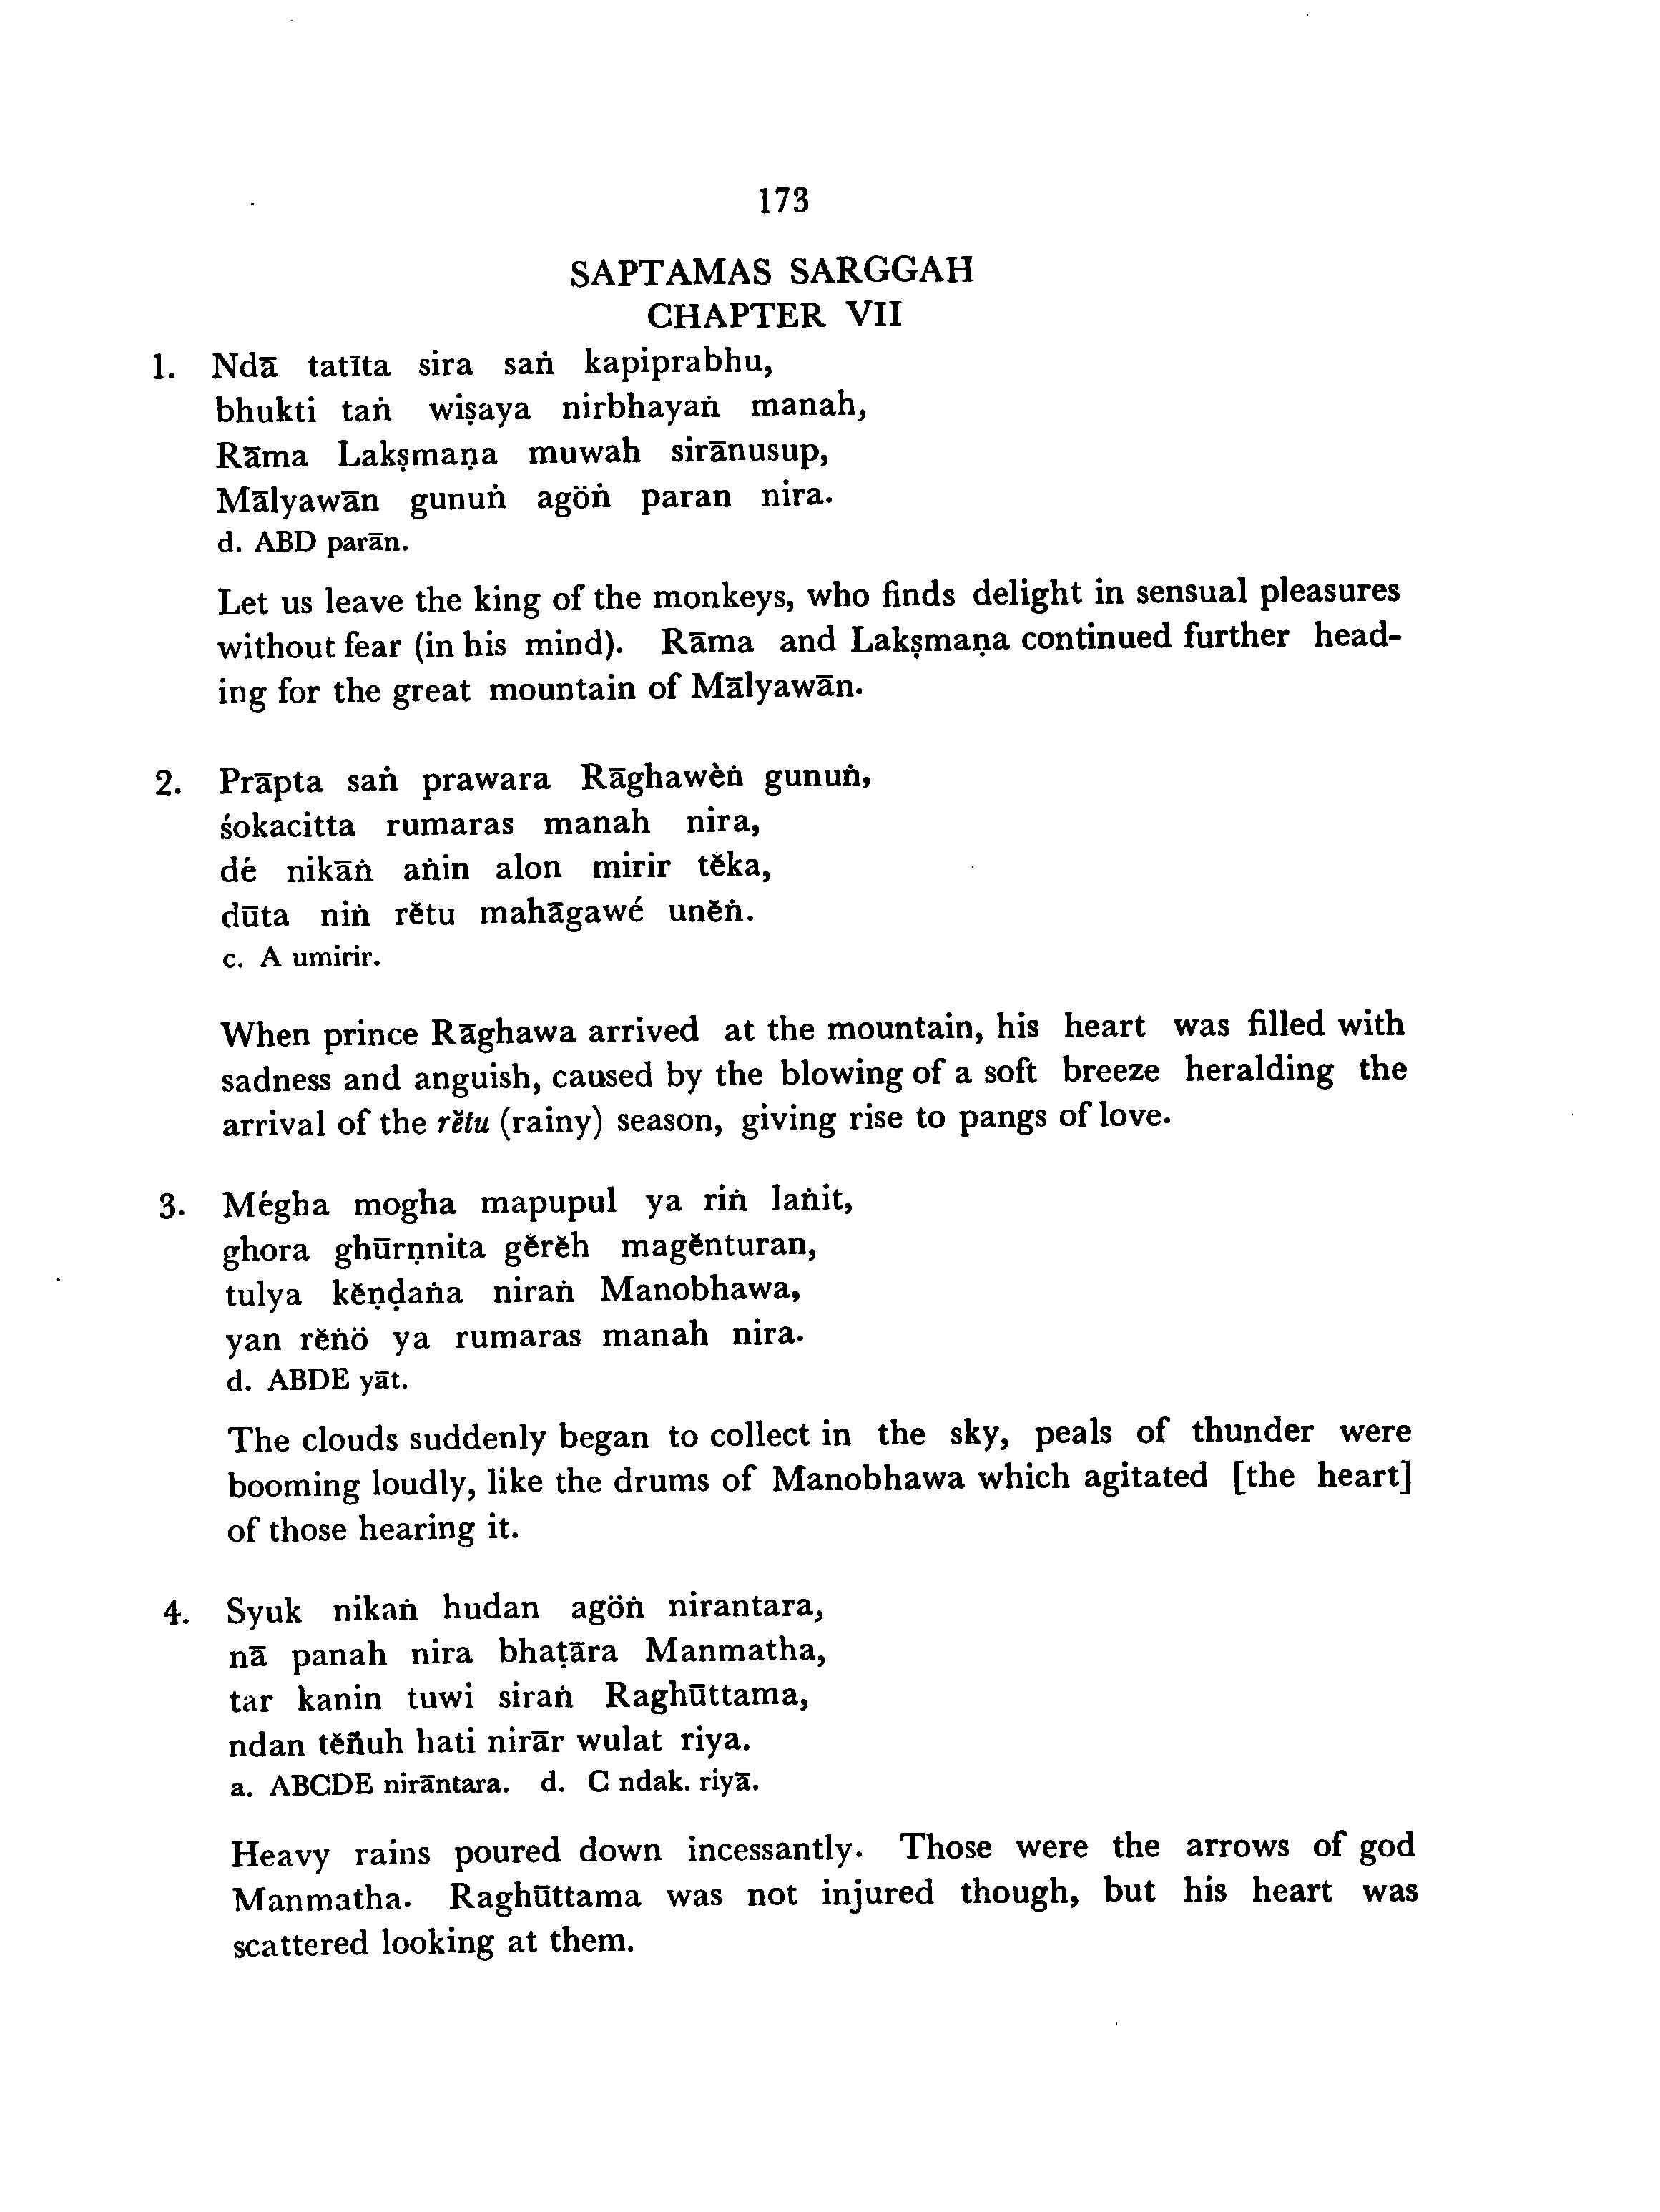 173
SAPTAMAS SARGGAH
CHAPTER VII
1. Ndā tatīta sira saṅ kapiprabhu,
bhukti taṅ wiṣaya nirbhayaṅ manah,
Rāma Lakṣmaṇa muwah sirānusup,
Mālyawān gunuṅ agöṅ paran nira.
d. ABD parān.
Let us leave the king of the monkeys, who finds delight in sensual pleasures
without fear (in his mind). Rāma and Lakṣmaṇa continued further head-
ing for the great mountain of Mālyawān.
2. Prāpta saṅ prawara Rāghawèṅ gunuṅ,
śokacitta rumaras manah nira,
dé nikāṅ aṅin alon mirir tĕka,
dūta niṅ rĕtu mahāgawé unĕṅ.
c. A umirir.
When prince Rāghawa arrived at the mountain, his heart was filled with
sadness and anguish, caused by the blowing of a soft breeze heralding the
arrival of the rĕtu (rainy) season, giving rise to pangs of love.
3. Mégha mogha mapupul ya riṅ laṅit,
ghora ghūrṇnita gĕrĕh magĕnturan,
tulya kĕṇḍaṅa niraṅ Manobhawa,
yan rĕṅö ya rumaras manah nira.
d. ABDE yāt.
The clouds suddenly began to collect in the sky, peals of thunder were
booming loudly, like the drums of Manobhawa which agitated [the heart]
of those hearing it.
4. Syuk nikaṅ hudan agöṅ nirantara,
nā panah nira bhaṭāra Manmatha,
tar kanin tuwi siraṅ Raghūttama,
ndan tĕñuh hati nirār wulat riya.
a. ABCDE nirāntara. d. C ndak. riyā.
Heavy rains poured down incessantly. Those were the arrows of god
Manmatha. Raghūttama was not injured though, but his heart was
scattered looking at them.